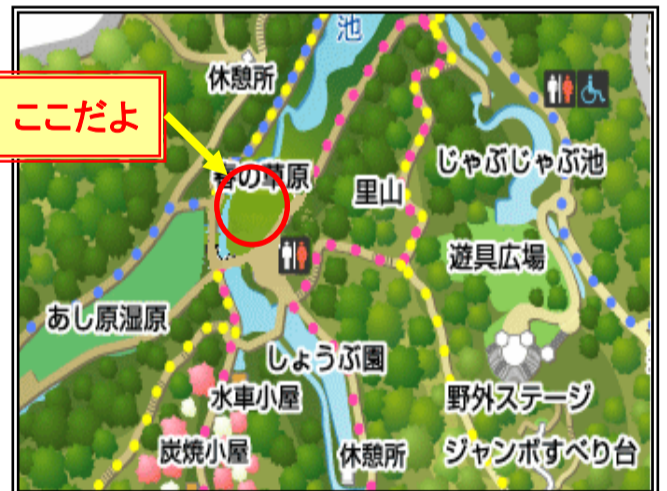 池
休憩所
ここだよ
春の草原
じゃぶじゃぶ池
里山
遊具広場
あし原湿原
しょうぶ園
水車小屋
野外ステージ
炭焼小屋
休憩所
ジャンボすべり台